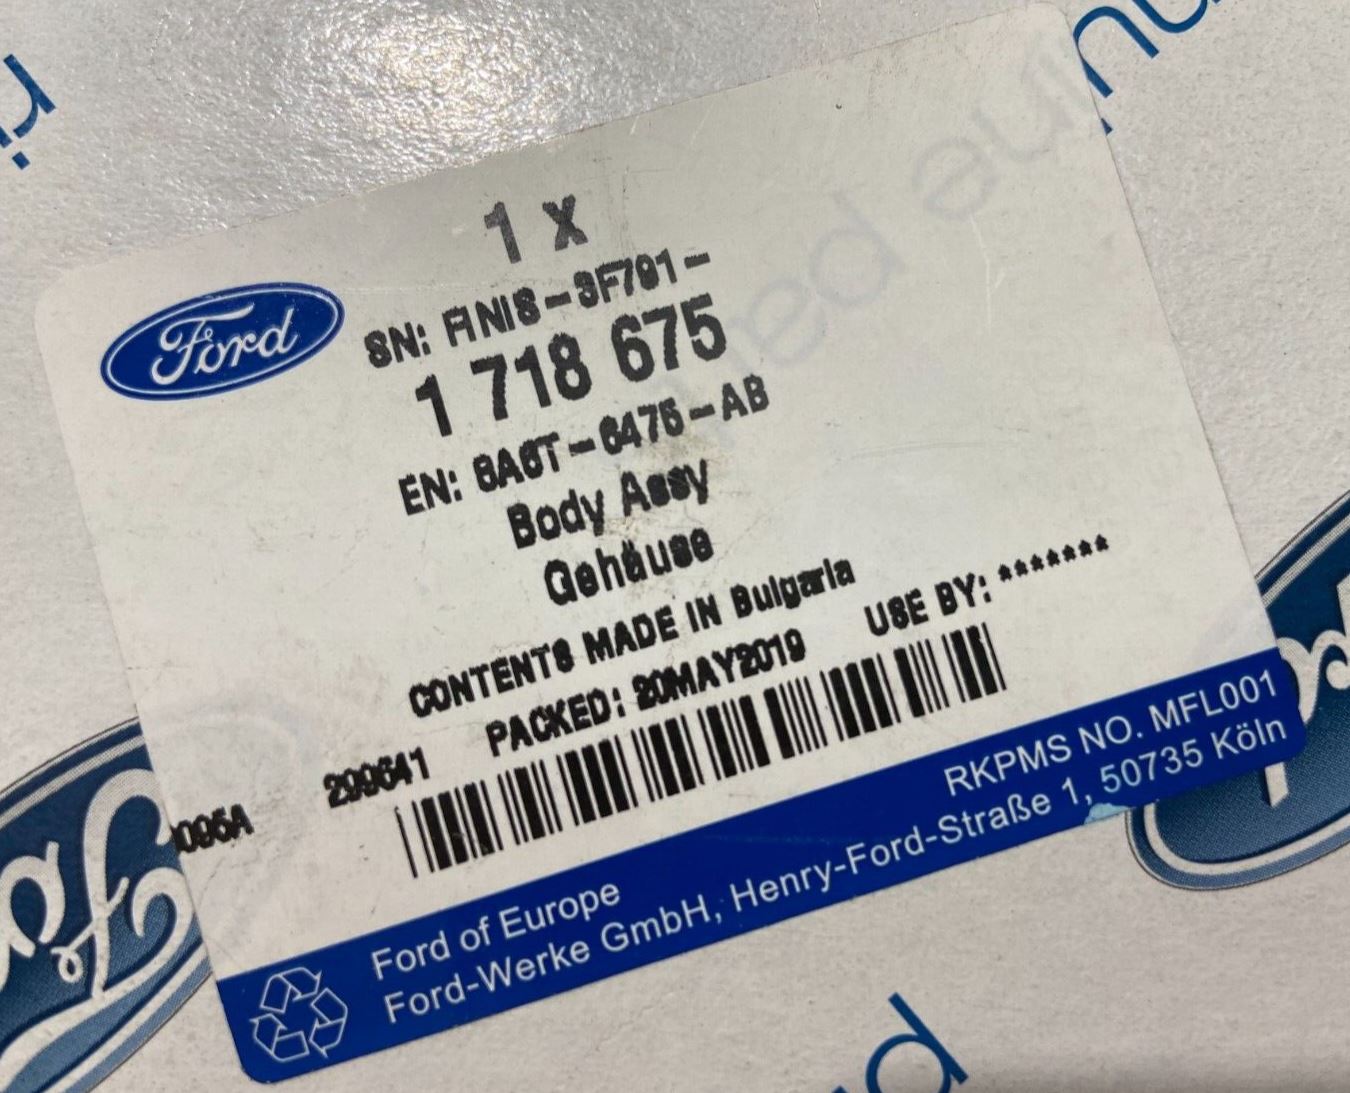 Ford
1 x
SN: FINIS-3F791-
1 718 675
EN: 8A6T-6475-AB
Body Assy
Gehäuse
CONTENTS MADE IN Bulgaria
PACKED: 20MAY2019 USE BY: *******
299641
095A
RKPMS NO. MFL001
Ford of Europe
Ford-Werke GmbH, Henry-Ford-Straße 1, 50735 Köln